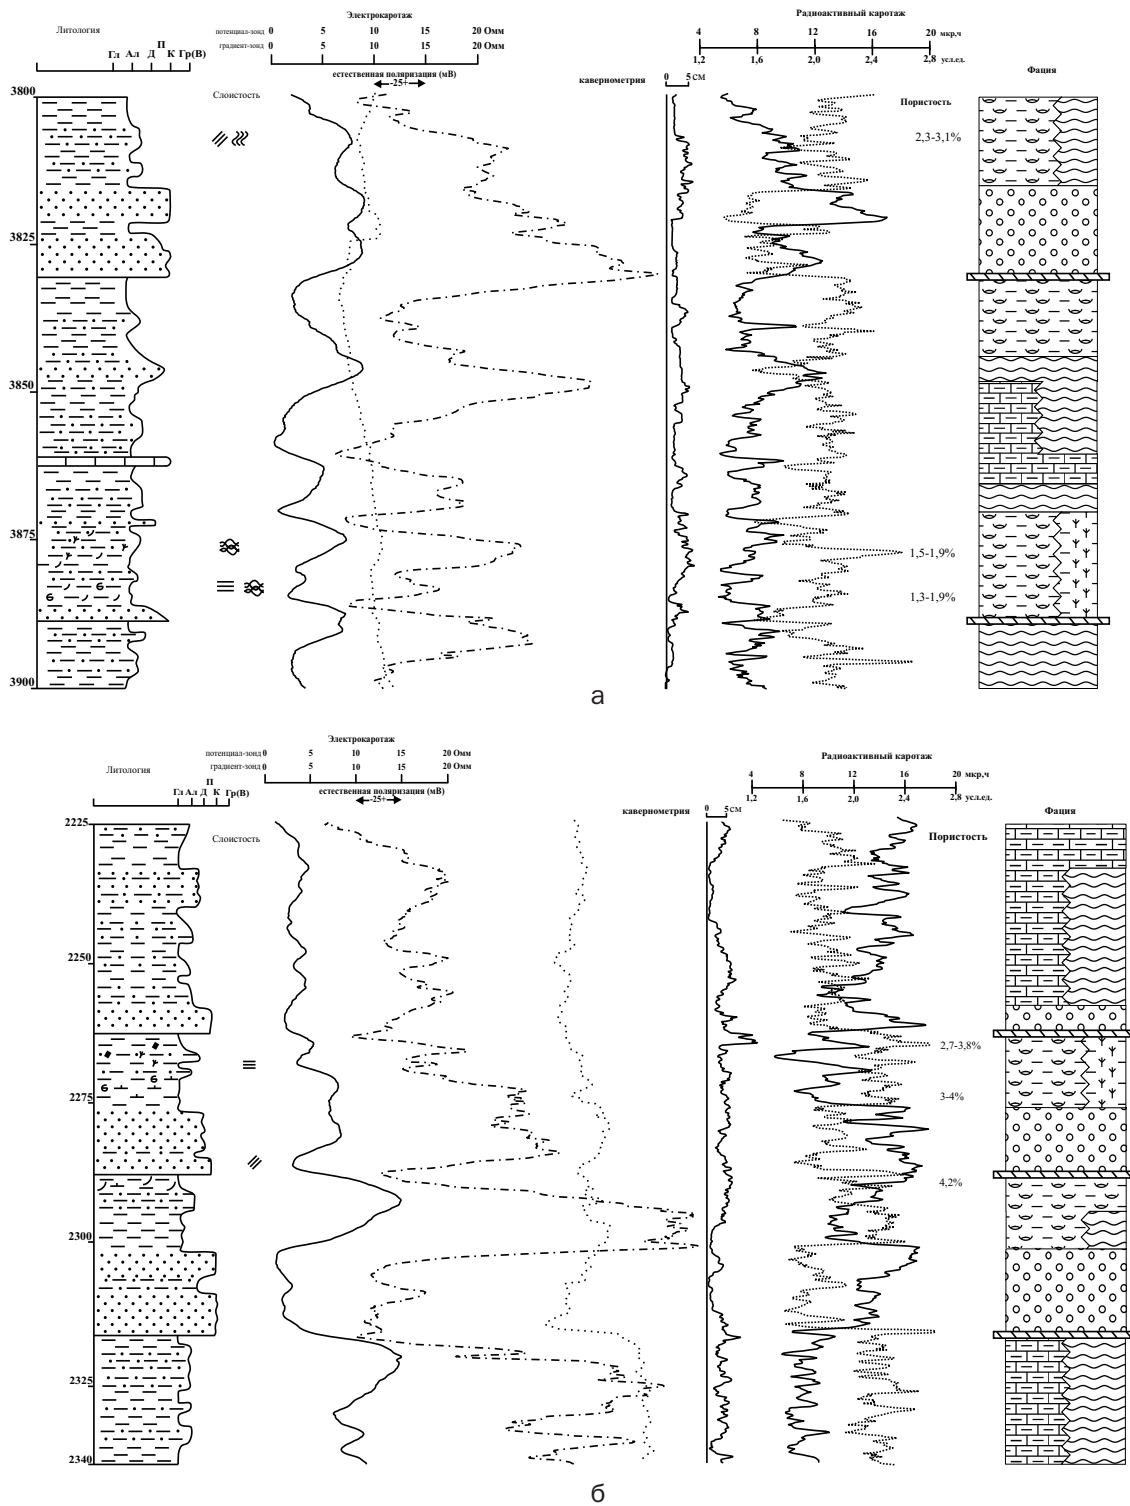 Электрокаротаж
Радиоактивный каротаж
Литология
потенциал-зонд 0 5 10 15 20 Омм
градиент-зонд 0 5 10 15 20 Омм
4 8 12 16 20 мкр,ч
1,2 1,6 2,0 2,4 2,8 усл.ед.
П
Гл Ал Д К Гр(В)
естественная поляризация (мВ)
-25+
кавернометрия
0 5 см
Фация
3800
Слоистость
Пористость
2,3-3,1%
3825
3850
3875
1,5-1,9%
1,3-1,9%
3900
а
Электрокаротаж
Радиоактивный каротаж
Литология
потенциал-зонд 0 5 10 15 20 Омм
градиент-зонд 0 5 10 15 20 Омм
4 8 12 16 20 мкр,ч
1,2 1,6 2,0 2,4 2,8 усл.ед.
П
Гл Ал Д К Гр(В)
естественная поляризация (мВ)
-25+
кавернометрия
0 5 см
Фация
2225
Слоистость
Пористость
2250
2,7-3,8%
2275
3-4%
4,2%
2300
2325
2340
б